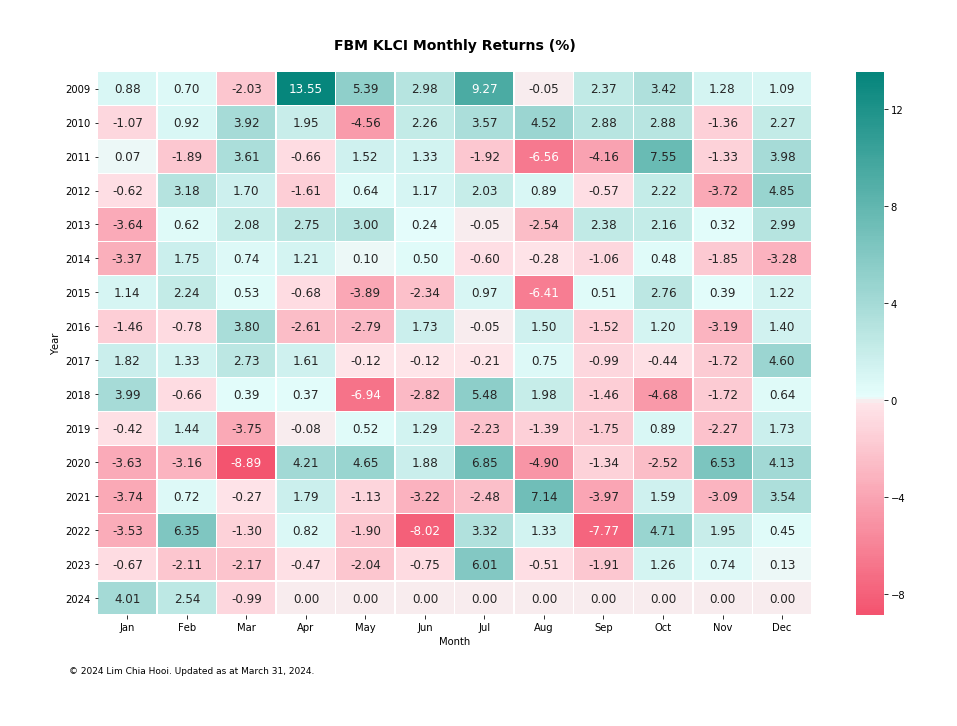 FBM KLCI Monthly Returns (%)
2009 0.88 0.70 -2.03 13.55 5.39 2.98 9.27 -0.05 2.37 3.42 1.28 1.09
2010 -1.07 0.92 3.92 1.95 -4.56 2.26 3.57 4.52 2.88 2.88 -1.36 2.27
2011 0.07 -1.89 3.61 -0.66 1.52 1.33 -1.92 -6.56 -4.16 7.55 -1.33 3.98
2012 -0.62 3.18 1.70 -1.61 0.64 1.17 2.03 0.89 -0.57 2.22 -3.72 4.85
2013 -3.64 0.62 2.08 2.75 3.00 0.24 -0.05 -2.54 2.38 2.16 0.32 2.99
2014 -3.37 1.75 0.74 1.21 0.10 0.50 -0.60 -0.28 -1.06 0.48 -1.85 -3.28
2015 1.14 2.24 0.53 -0.68 -3.89 -2.34 0.97 -6.41 0.51 2.76 0.39 1.22
2016 -1.46 -0.78 3.80 -2.61 -2.79 1.73 -0.05 1.50 -1.52 1.20 -3.19 1.40
2017 1.82 1.33 2.73 1.61 -0.12 -0.12 -0.21 0.75 -0.99 -0.44 -1.72 4.60
2018 3.99 -0.66 0.39 0.37 -6.94 -2.82 5.48 1.98 -1.46 -4.68 -1.72 0.64
2019 -0.42 1.44 -3.75 -0.08 0.52 1.29 -2.23 -1.39 -1.75 0.89 -2.27 1.73
2020 -3.63 -3.16 -8.89 4.21 4.65 1.88 6.85 -4.90 -1.34 -2.52 6.53 4.13
2021 -3.74 0.72 -0.27 1.79 -1.13 -3.22 -2.48 7.14 -3.97 1.59 -3.09 3.54
2022 -3.53 6.35 -1.30 0.82 -1.90 -8.02 3.32 1.33 -7.77 4.71 1.95 0.45
2023 -0.67 -2.11 -2.17 -0.47 -2.04 -0.75 6.01 -0.51 -1.91 1.26 0.74 0.13
2024 4.01 2.54 -0.99 0.00 0.00 0.00 0.00 0.00 0.00 0.00 0.00 0.00
Jan Feb Mar Apr May Jun Jul Aug Sep Oct Nov Dec
Month
Year
12
8
4
0
−4
−8
© 2024 Lim Chia Hooi. Updated as at March 31, 2024.